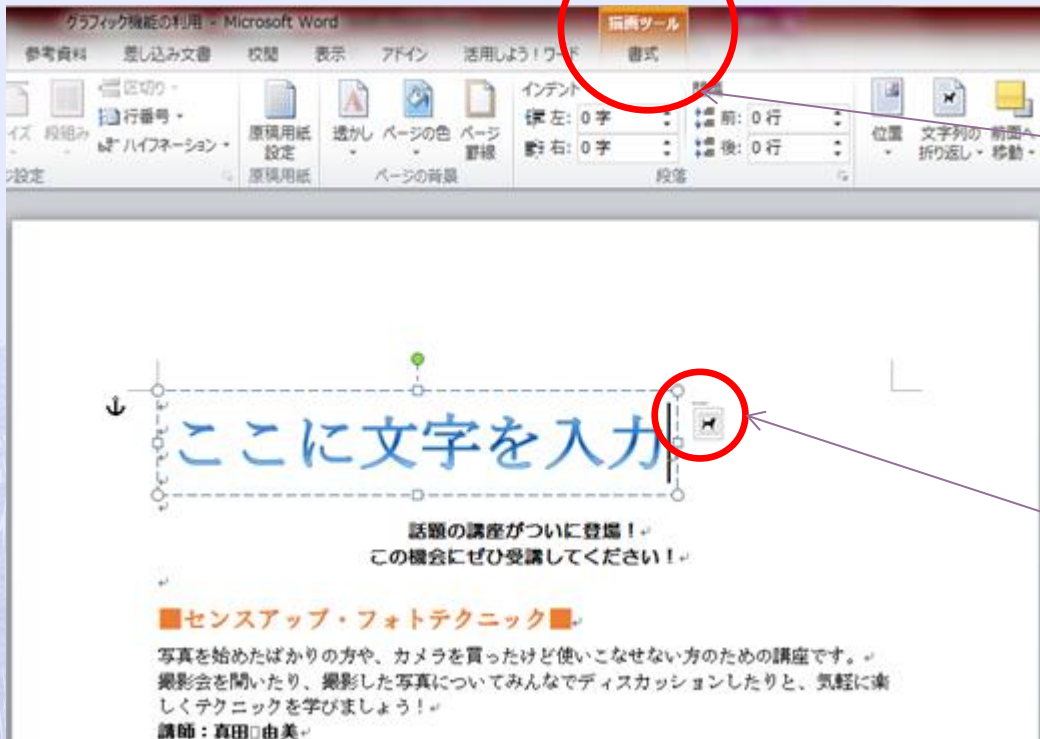 グラフィック機能の利用 - Microsoft Word
描画ツール
参考資料 差し込み文書 校閲 表示 アドイン 活用しよう!ワード 書式
イズ 段組み
区切り
行番号
ハイフネーション
原稿用紙
設定
透かし ページの色 ページ
罫線
インデント
左: 0 字
右: 0 字
前: 0 行
後: 0 行
位置 文字列の
折り返し
前面へ
移動
設定 原稿用紙 ページの背景 段落
ここに文字を入力
話題の講座がついに登場!
この機会にぜひ受講してください!
■センスアップ・フォトテクニック■
写真を始めたばかりの方や、カメラを買ったけど使いこなせない方のための講座です。
撮影会を開いたり、撮影した写真についてみんなでディスカッションしたりと、気軽に楽
しくテクニックを学びましょう!
講師:真田□由美